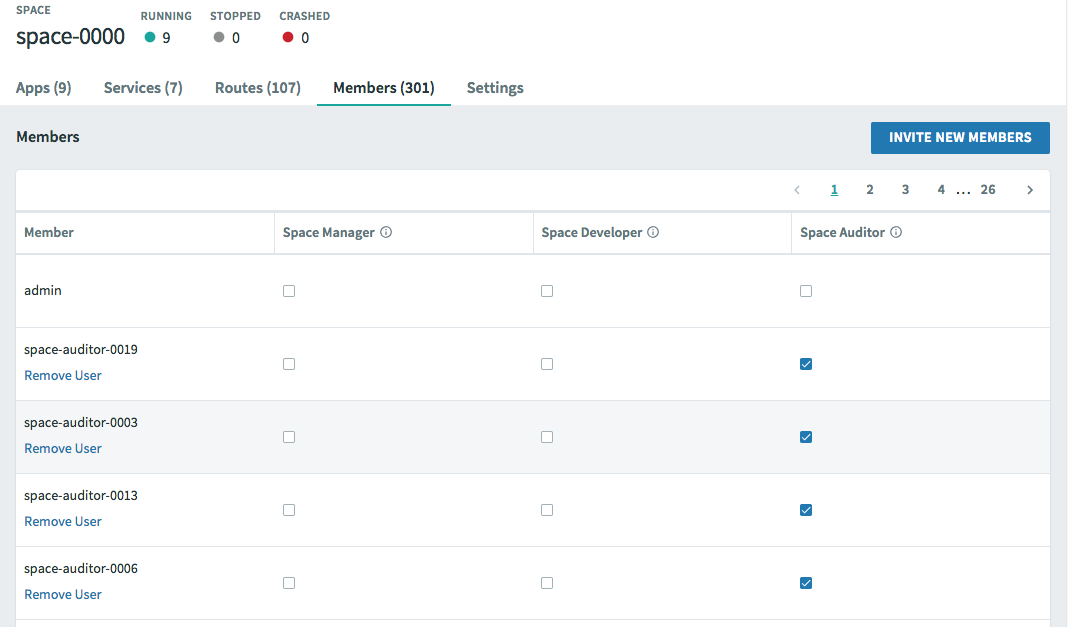 SPACE
space-0000
RUNNING STOPPED CRASHED
9 0 0
Apps (9) Services (7) Routes (107) Members (301) Settings
Members
INVITE NEW MEMBERS
< 1 2 3 4 ... 26 >
Member Space Manager Space Developer Space Auditor
admin
space-auditor-0019
Remove User
space-auditor-0003
Remove User
space-auditor-0013
Remove User
space-auditor-0006
Remove User